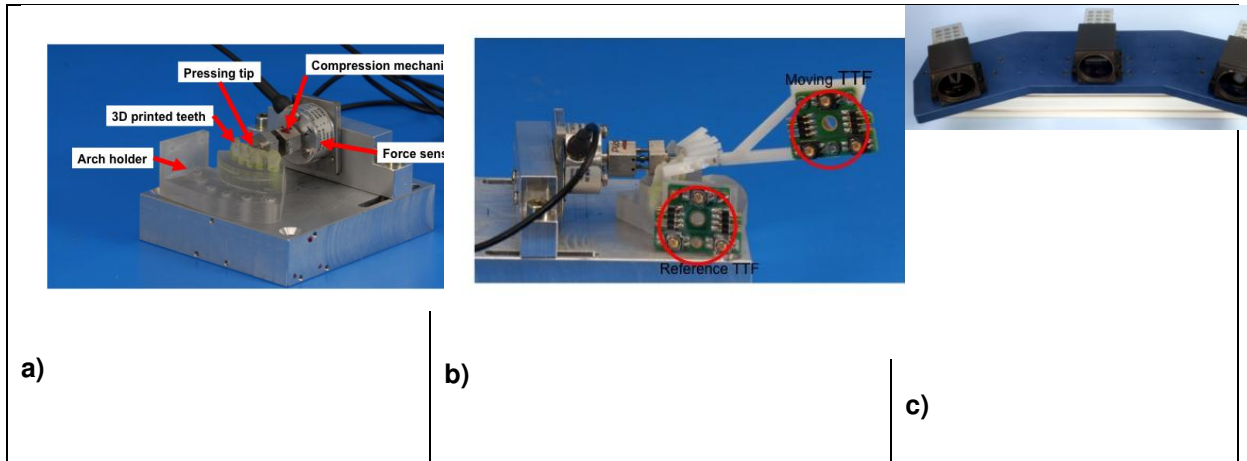 Compression mechani
Pressing tip
3D printed teeth
Arch holder
Force sens
Moving TTF
Reference TTF
a)
b)
c)